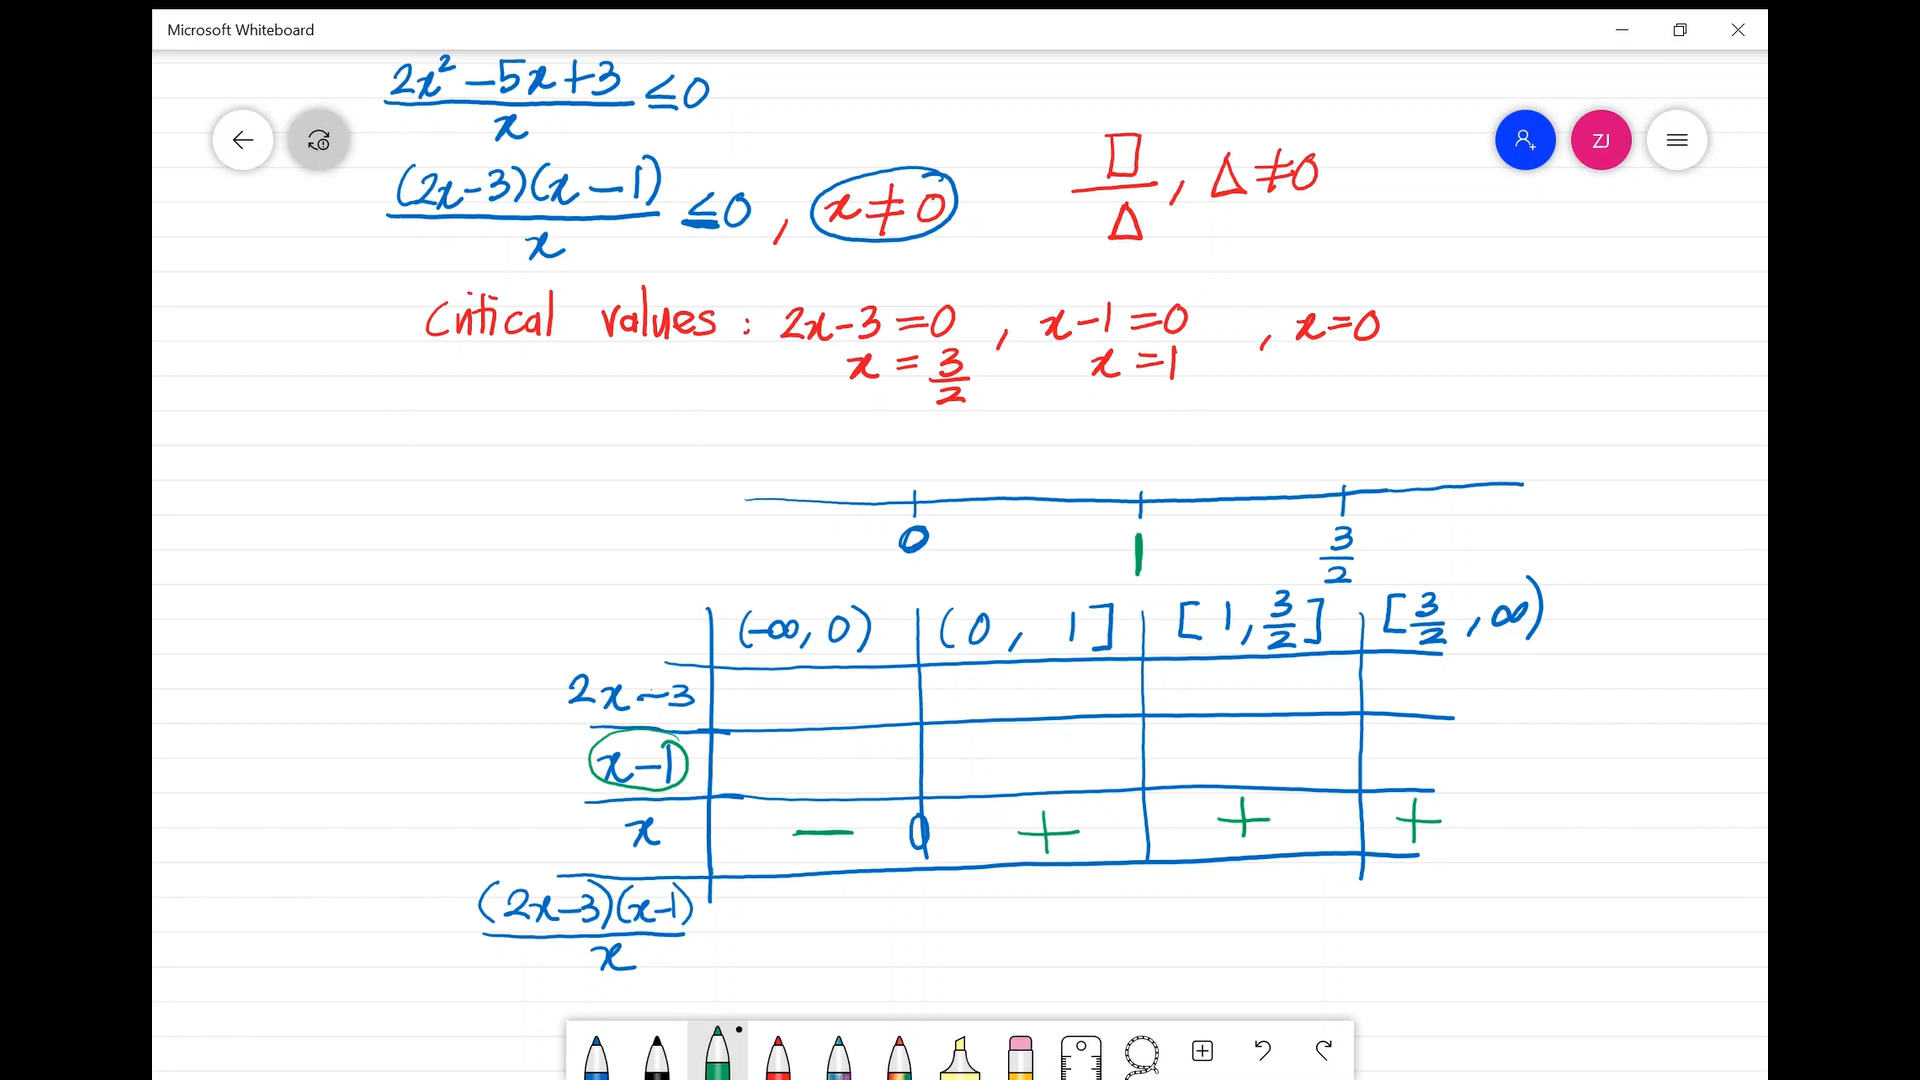 Microsoft Whiteboard
2x² - 5x + 3 / x ≤ 0
(2x - 3)(x - 1) / x ≤ 0 , x ≠ 0
□ / Δ , Δ ≠ 0
ZJ
Critical values : 2x - 3 = 0 , x - 1 = 0 , x = 0
x = 3/2 x = 1
0 1 3/2
(-∞, 0) (0, 1] [1, 3/2] [3/2, ∞)
2x - 3
x - 1
x − 0 + + +
(2x - 3)(x - 1) / x